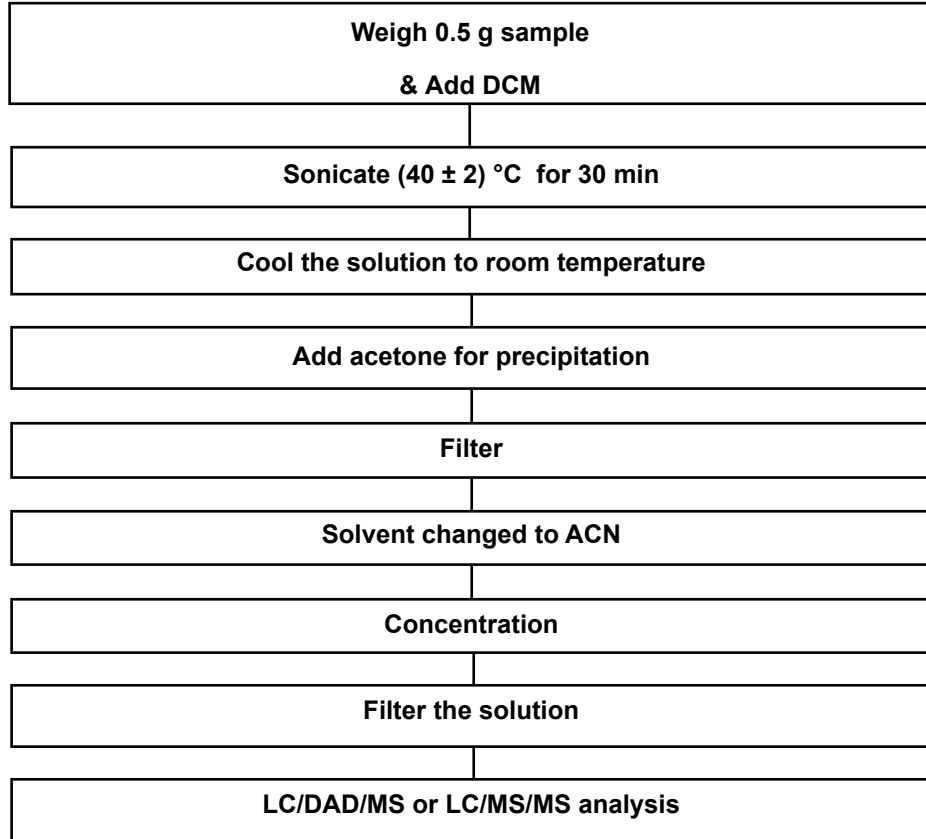 Weigh 0.5 g sample
& Add DCM
Sonicate (40 ± 2) °C for 30 min
Cool the solution to room temperature
Add acetone for precipitation
Filter
Solvent changed to ACN
Concentration
Filter the solution
LC/DAD/MS or LC/MS/MS analysis